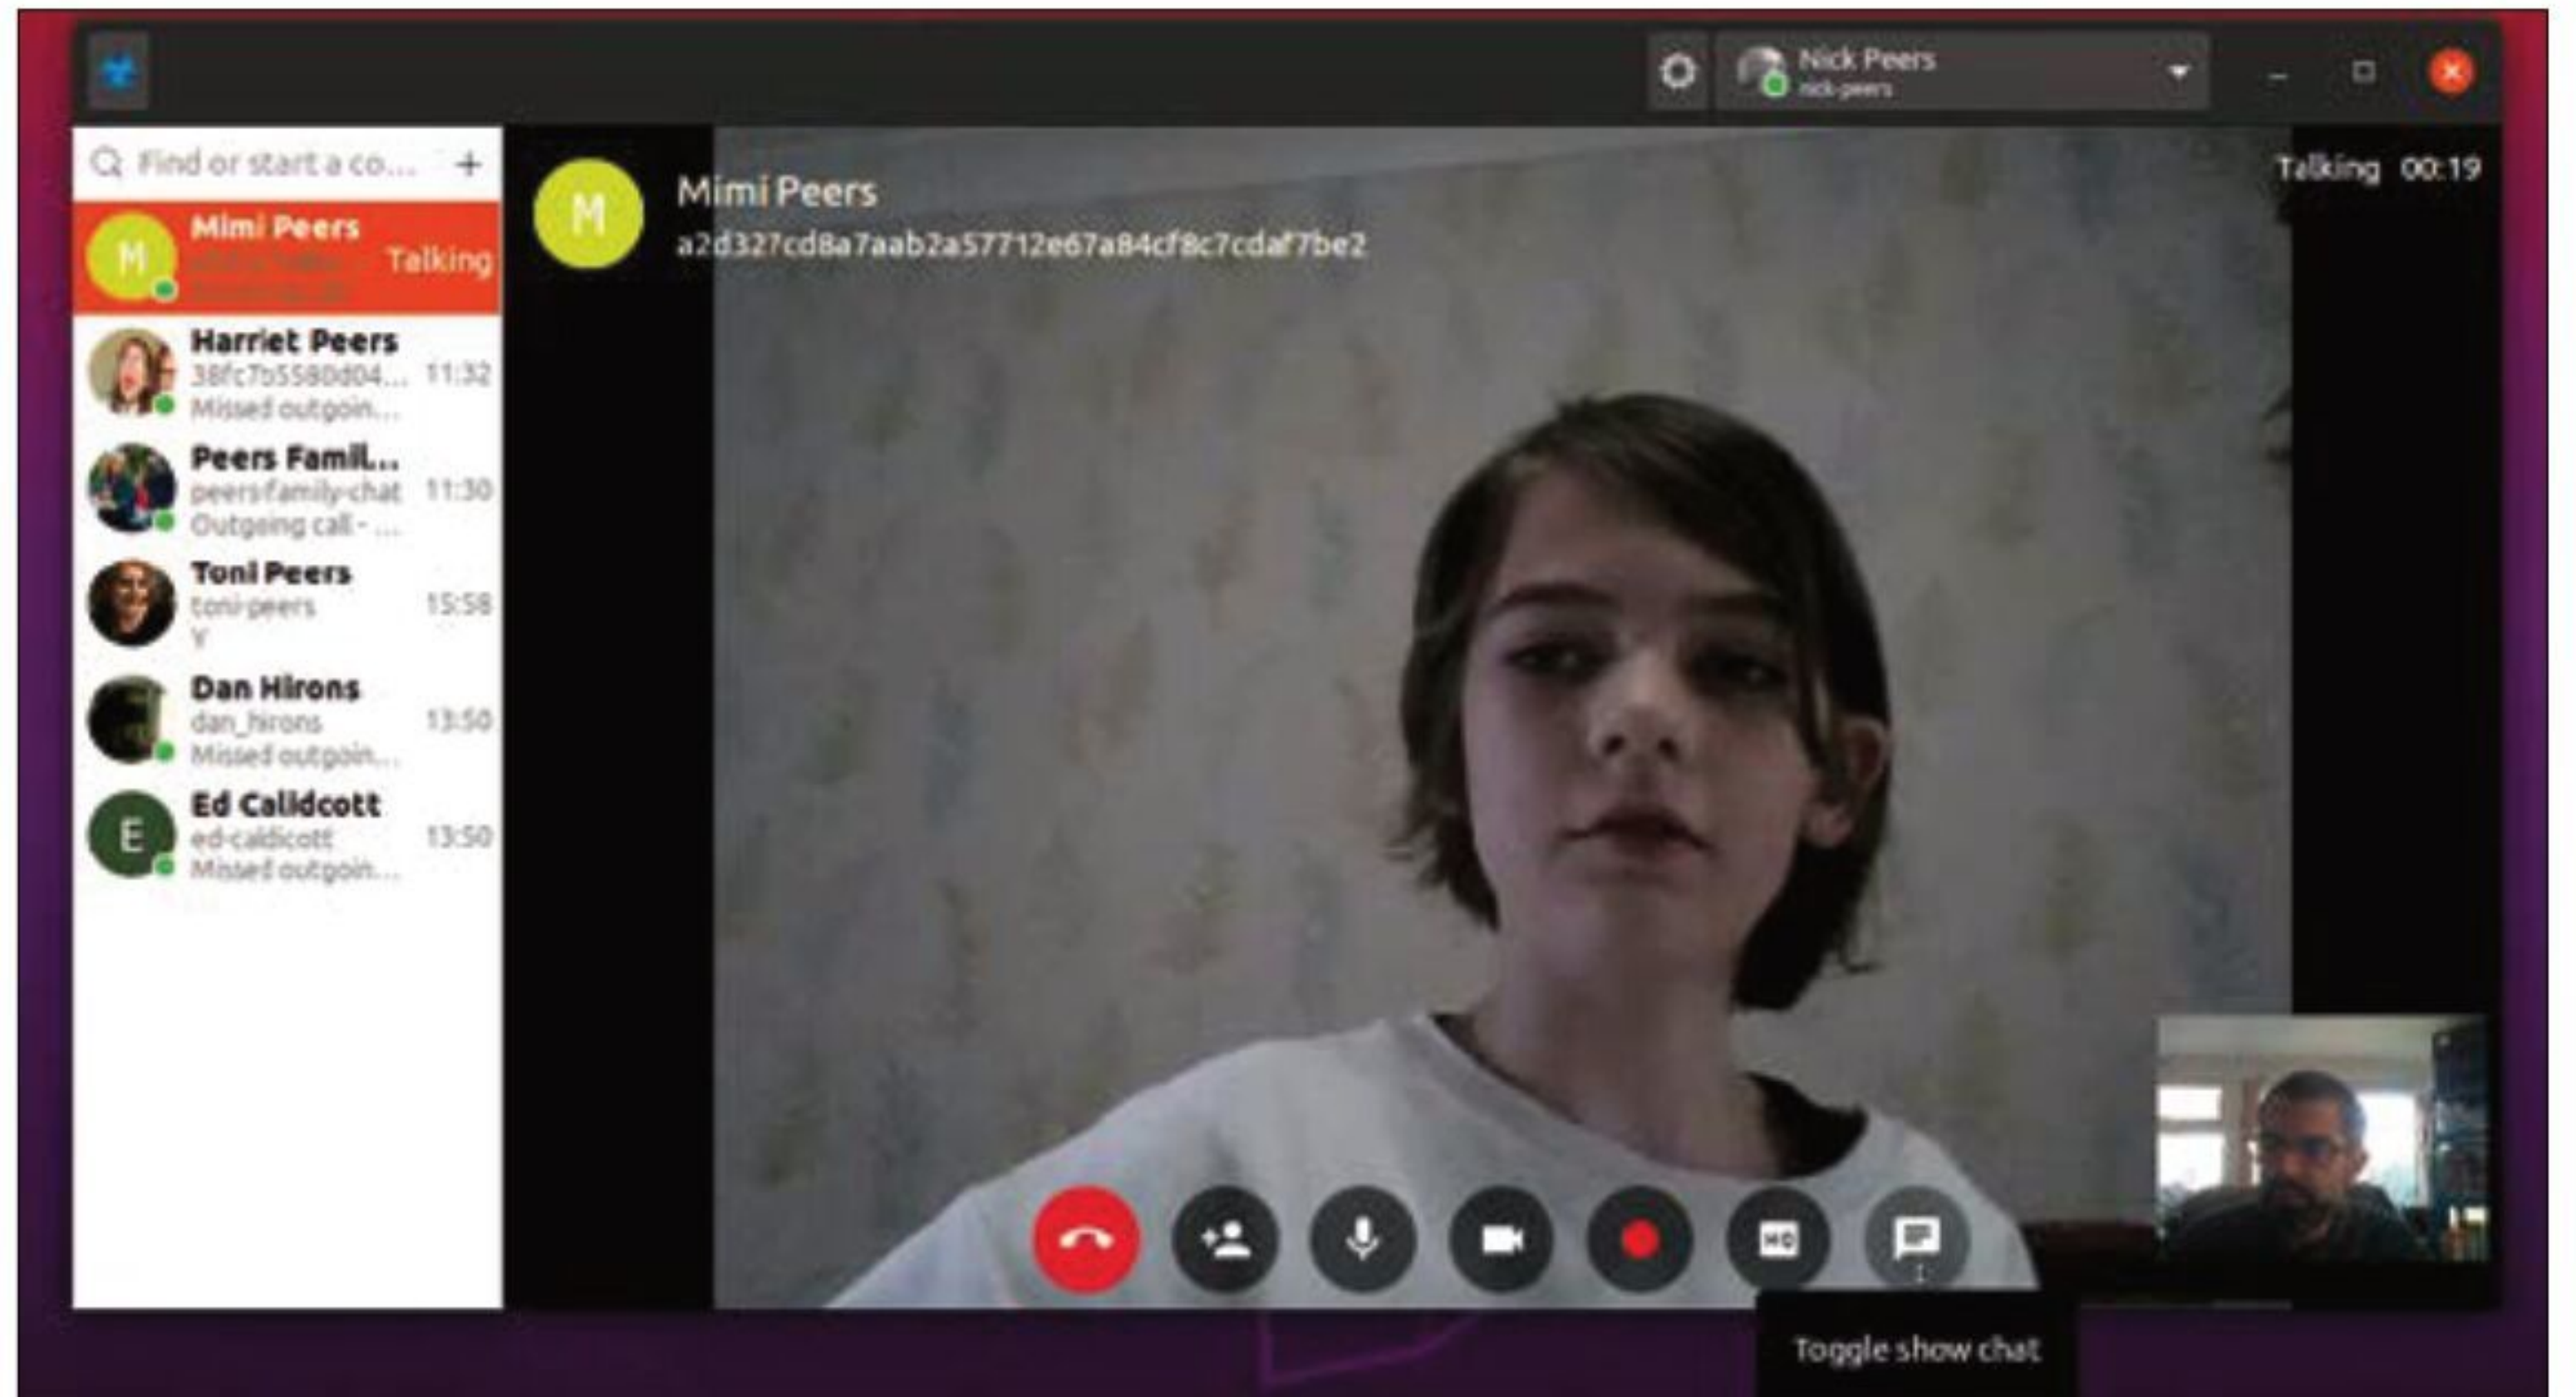 Nick Peers
nick-peers
Find or start a co... +
Mimi Peers
Talking
Harriet Peers
38fc7b5580d04... 11:32
Missed outgoin...
Peers Famil...
peers-family-chat 11:30
Outgoing call - ...
Toni Peers
toni-peers 15:58
Y
Dan Hirons
dan_hirons 13:50
Missed outgoin...
Ed Calidcott
ed-caldicott 13:50
Missed outgoin...
M
M
E
Mimi Peers
a2d327cd8a7aab2a57712e67a84cf8c7cdaf7be2
Talking 00:19
HQ
Toggle show chat